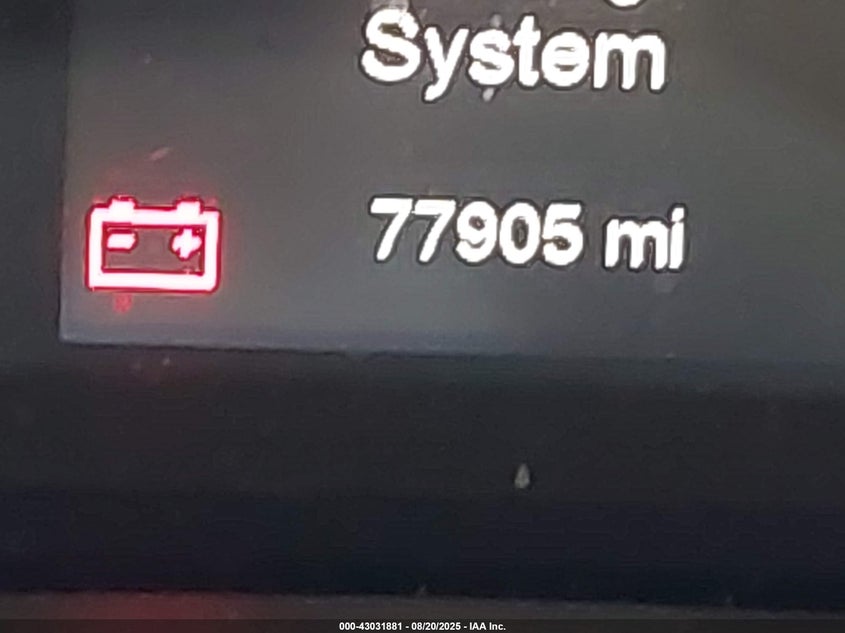 System
77905 mi
000-43031881 - 08/20/2025 - IAA Inc.